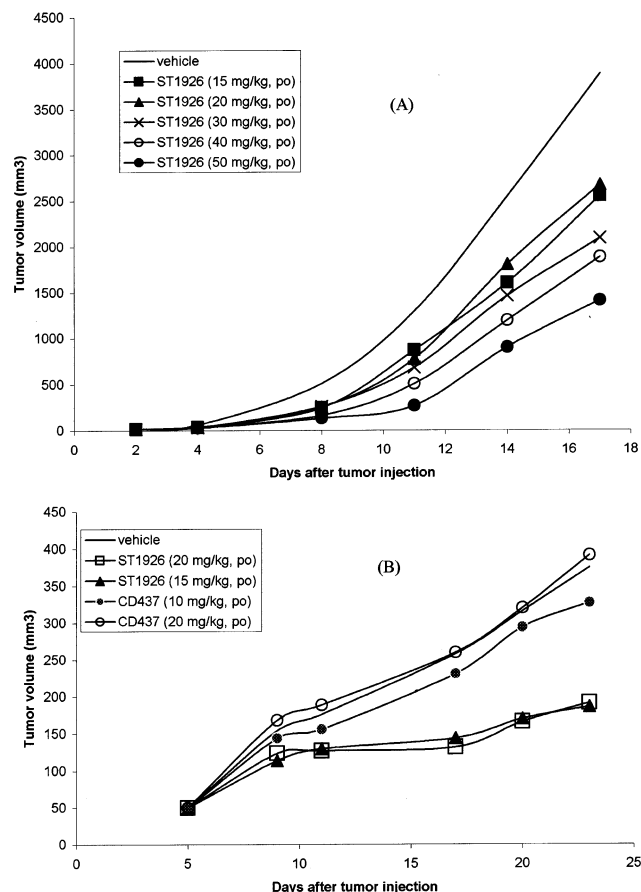 4500
4000
3500
3000
2500
2000
1500
1000
500
0
Tumor volume (mm3)
vehicle
ST1926 (15 mg/kg, po)
ST1926 (20 mg/kg, po)
ST1926 (30 mg/kg, po)
ST1926 (40 mg/kg, po)
ST1926 (50 mg/kg, po)
(A)
0 2 4 6 8 10 12 14 16 18
Days after tumor injection
450
400
350
300
250
200
150
100
50
0
Tumor volume (mm3)
vehicle
ST1926 (20 mg/kg, po)
ST1926 (15 mg/kg, po)
CD437 (10 mg/kg, po)
CD437 (20 mg/kg, po)
(B)
0 5 10 15 20 25
Days after tumor injection